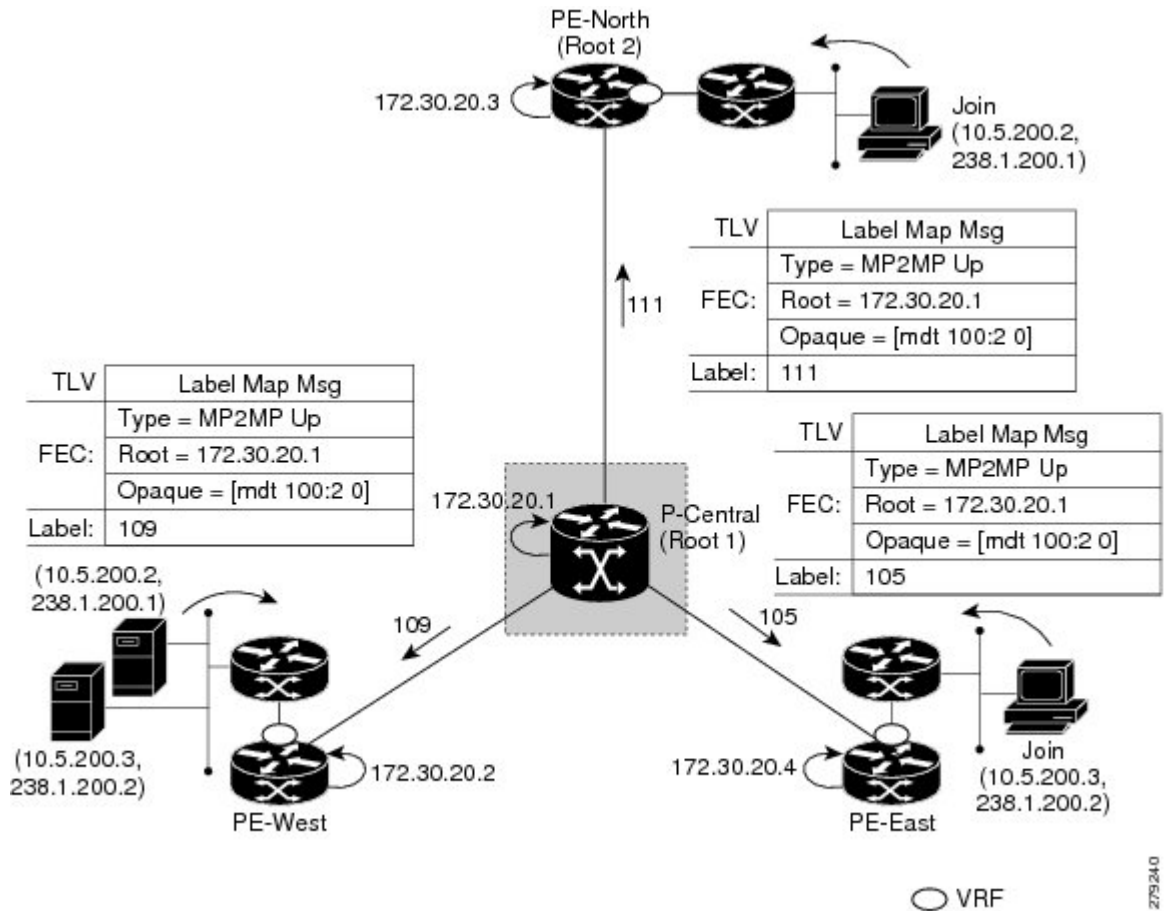 PE-North
(Root 2)
172.30.20.3
Join
(10.5.200.2,
238.1.200.1)
TLV Label Map Msg
Type = MP2MP Up
FEC: Root = 172.30.20.1
Opaque = [mdt 100:2 0]
Label: 111
111
TLV Label Map Msg
Type = MP2MP Up
FEC: Root = 172.30.20.1
Opaque = [mdt 100:2 0]
Label: 109
TLV Label Map Msg
Type = MP2MP Up
FEC: Root = 172.30.20.1
Opaque = [mdt 100:2 0]
Label: 105
172.30.20.1
P-Central
(Root 1)
(10.5.200.2,
238.1.200.1)
109
105
(10.5.200.3,
238.1.200.2)
172.30.20.2
PE-West
172.30.20.4
PE-East
Join
(10.5.200.3,
238.1.200.2)
VRF
279240